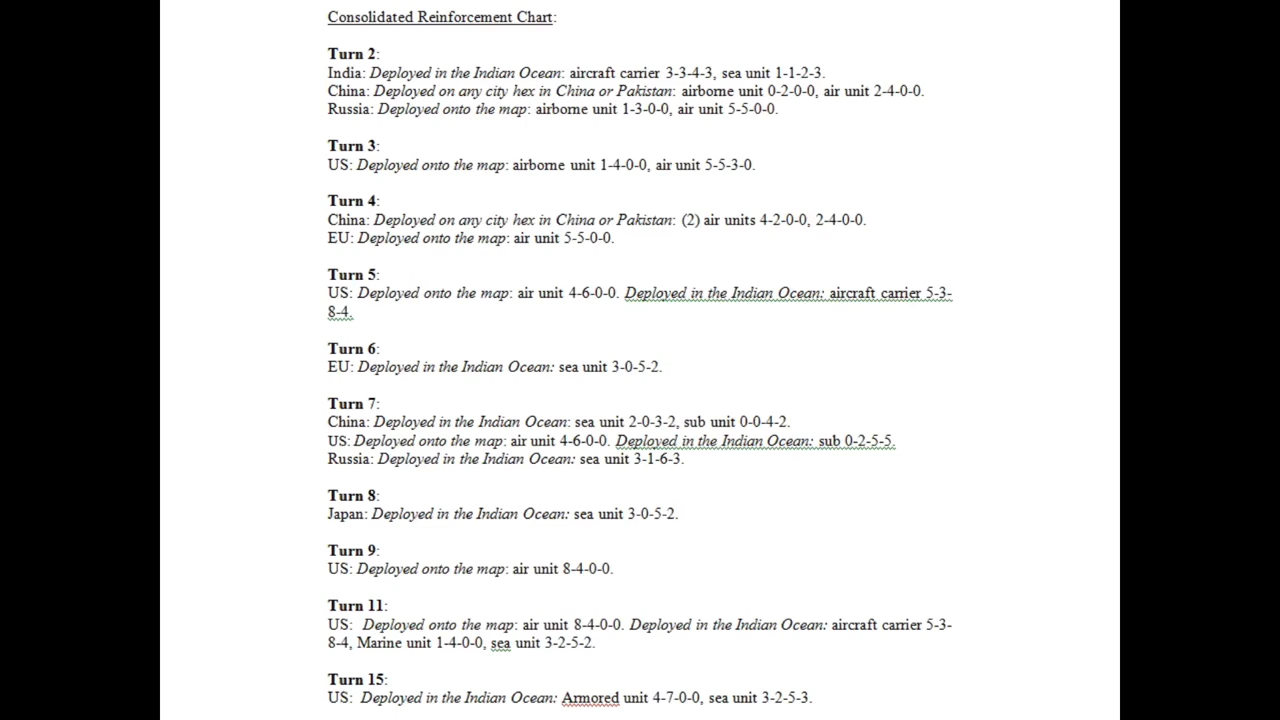 Consolidated Reinforcement Chart:
Turn 2:
India: Deployed in the Indian Ocean: aircraft carrier 3-3-4-3, sea unit 1-1-2-3.
China: Deployed on any city hex in China or Pakistan: airborne unit 0-2-0-0, air unit 2-4-0-0.
Russia: Deployed onto the map: airborne unit 1-3-0-0, air unit 5-5-0-0.
Turn 3:
US: Deployed onto the map: airborne unit 1-4-0-0, air unit 5-5-3-0.
Turn 4:
China: Deployed on any city hex in China or Pakistan: (2) air units 4-2-0-0, 2-4-0-0.
EU: Deployed onto the map: air unit 5-5-0-0.
Turn 5:
US: Deployed onto the map: air unit 4-6-0-0. Deployed in the Indian Ocean: aircraft carrier 5-3-
8-4.
Turn 6:
EU: Deployed in the Indian Ocean: sea unit 3-0-5-2.
Turn 7:
China: Deployed in the Indian Ocean: sea unit 2-0-3-2, sub unit 0-0-4-2.
US: Deployed onto the map: air unit 4-6-0-0. Deployed in the Indian Ocean: sub 0-2-5-5.
Russia: Deployed in the Indian Ocean: sea unit 3-1-6-3.
Turn 8:
Japan: Deployed in the Indian Ocean: sea unit 3-0-5-2.
Turn 9:
US: Deployed onto the map: air unit 8-4-0-0.
Turn 11:
US: Deployed onto the map: air unit 8-4-0-0. Deployed in the Indian Ocean: aircraft carrier 5-3-
8-4, Marine unit 1-4-0-0, sea unit 3-2-5-2.
Turn 15:
US: Deployed in the Indian Ocean: Armored unit 4-7-0-0, sea unit 3-2-5-3.